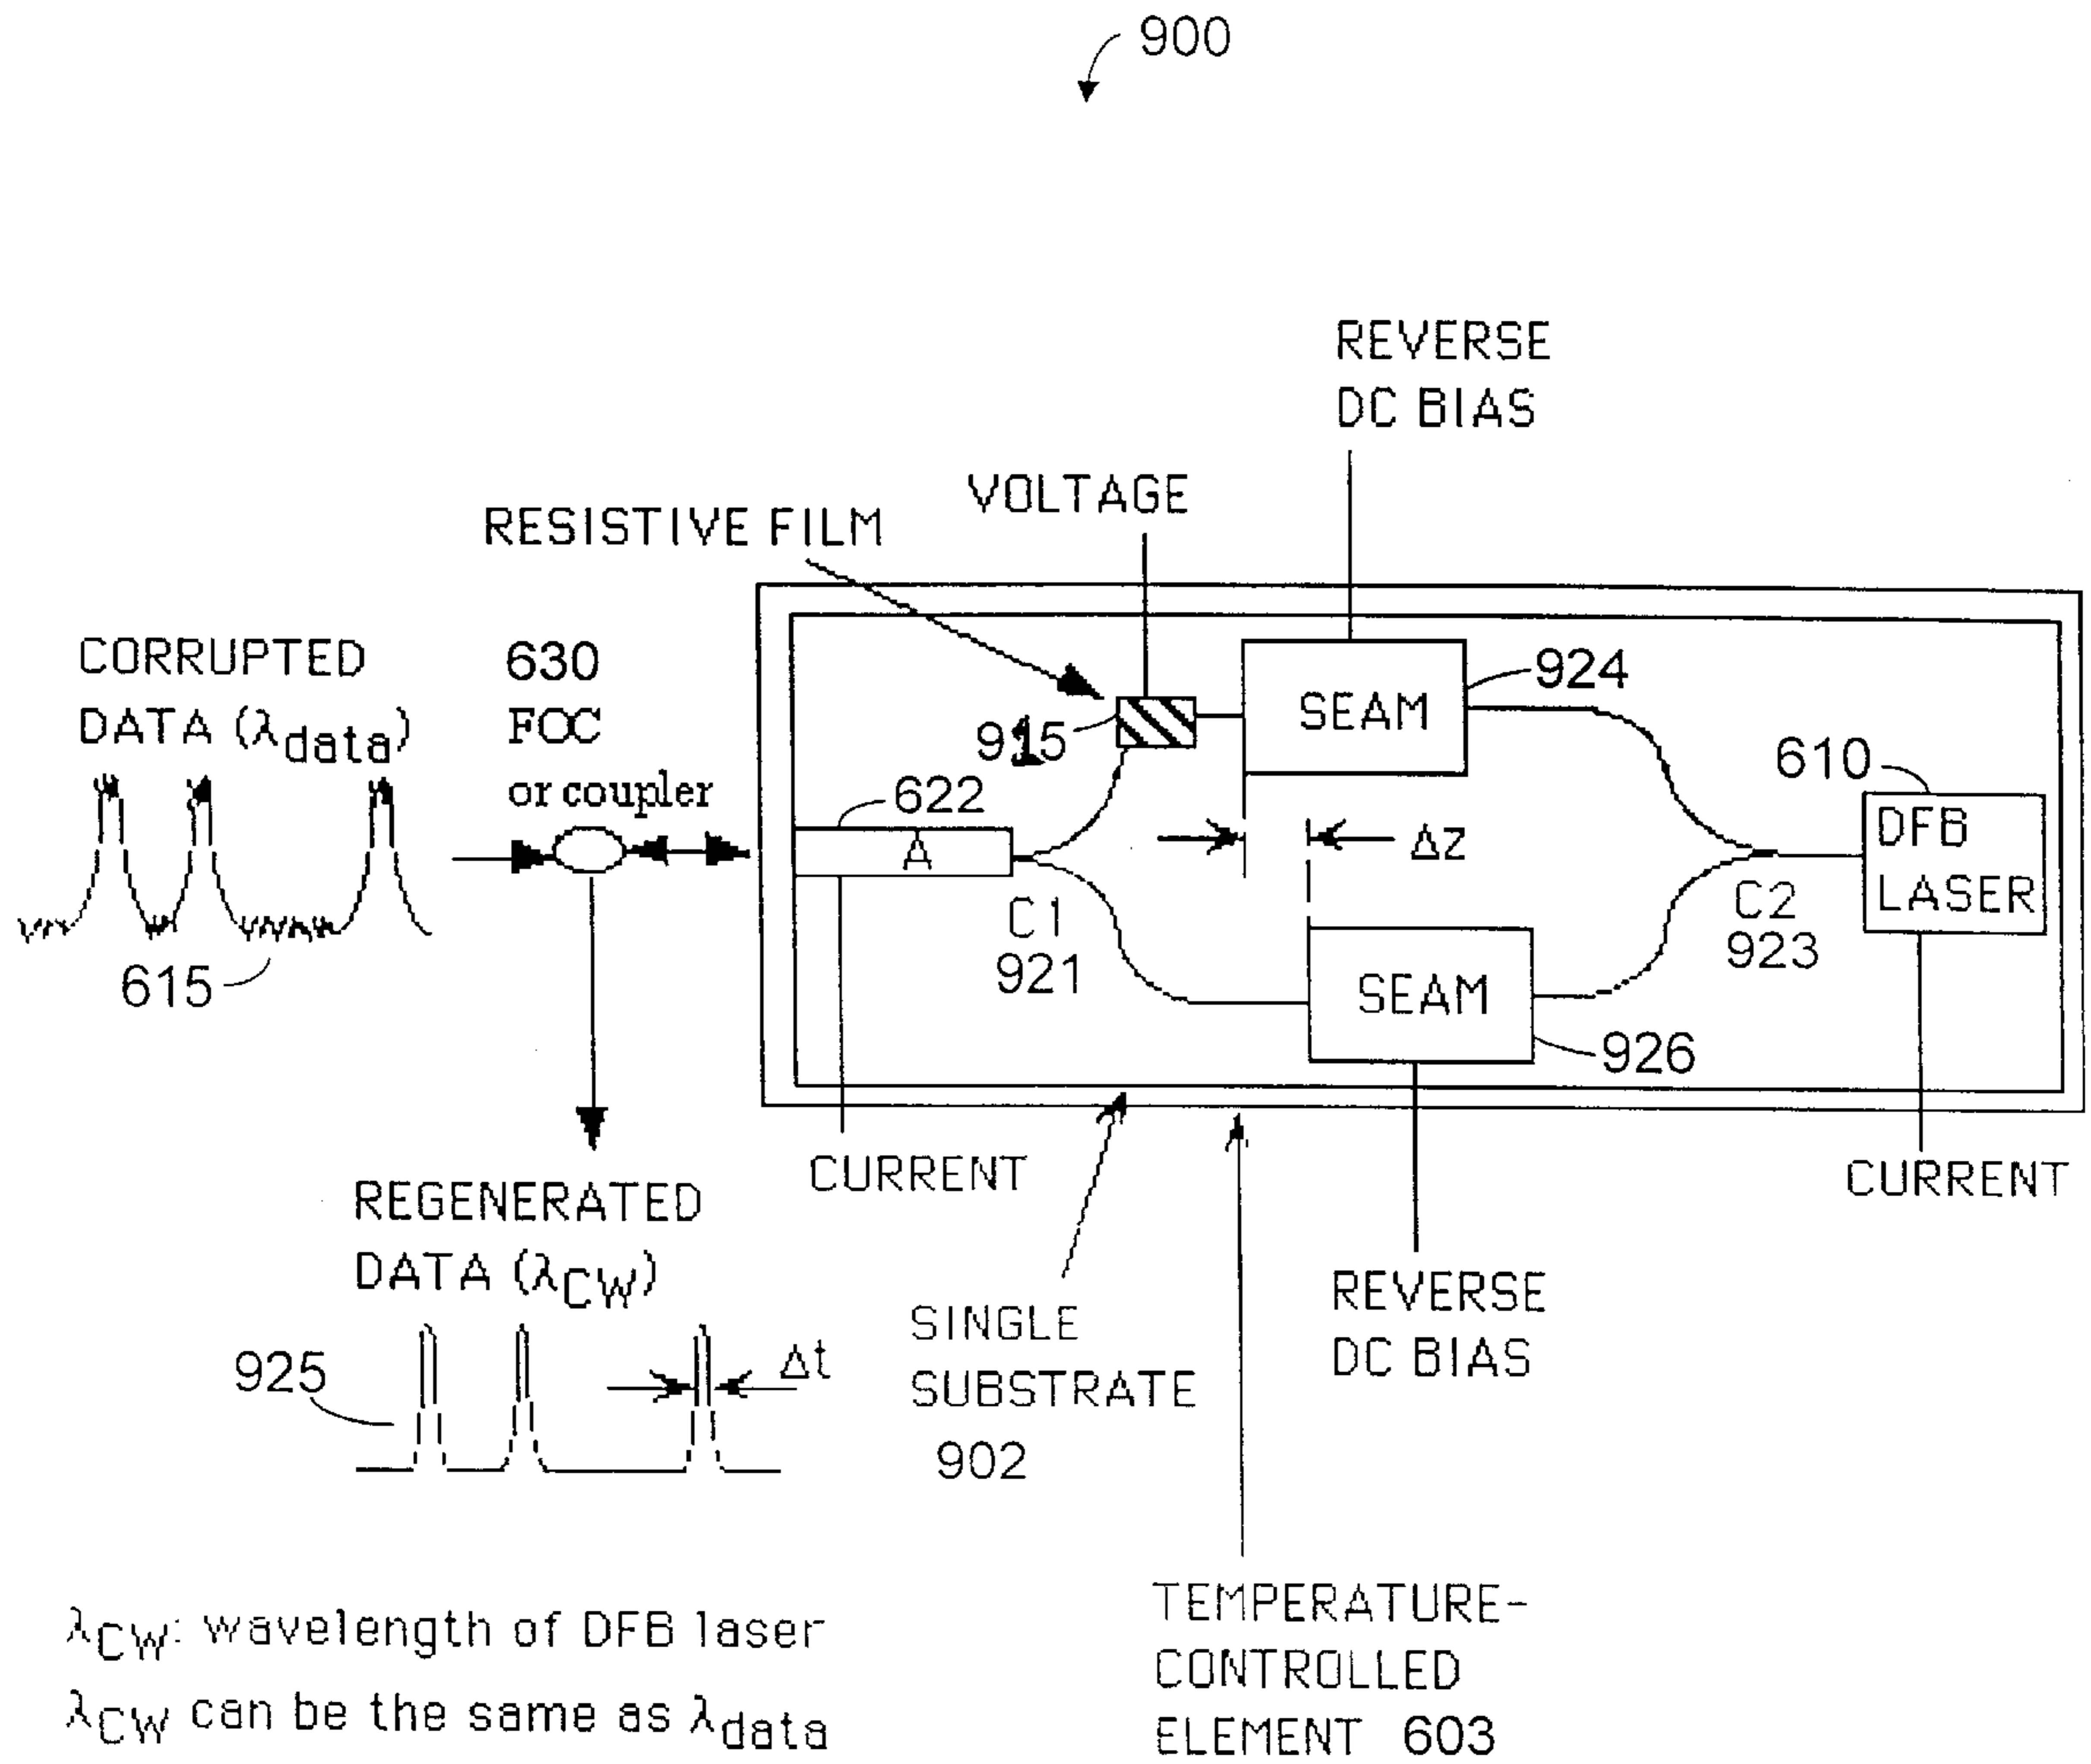 900
REVERSE
DC BIAS
VOLTAGE
RESISTIVE FILM
CORRUPTED
DATA (λdata)
630
FOC
or coupler
924
SEAM
915
610
622
DFB
LASER
A
Δz
C1
921
C2
923
615
SEAM
926
CURRENT
CURRENT
REGENERATED
DATA (λCW)
REVERSE
DC BIAS
SINGLE
SUBSTRATE
902
925
Δt
TEMPERATURE-
CONTROLLED
ELEMENT 603
λCW: wavelength of DFB laser
λCW can be the same as λdata